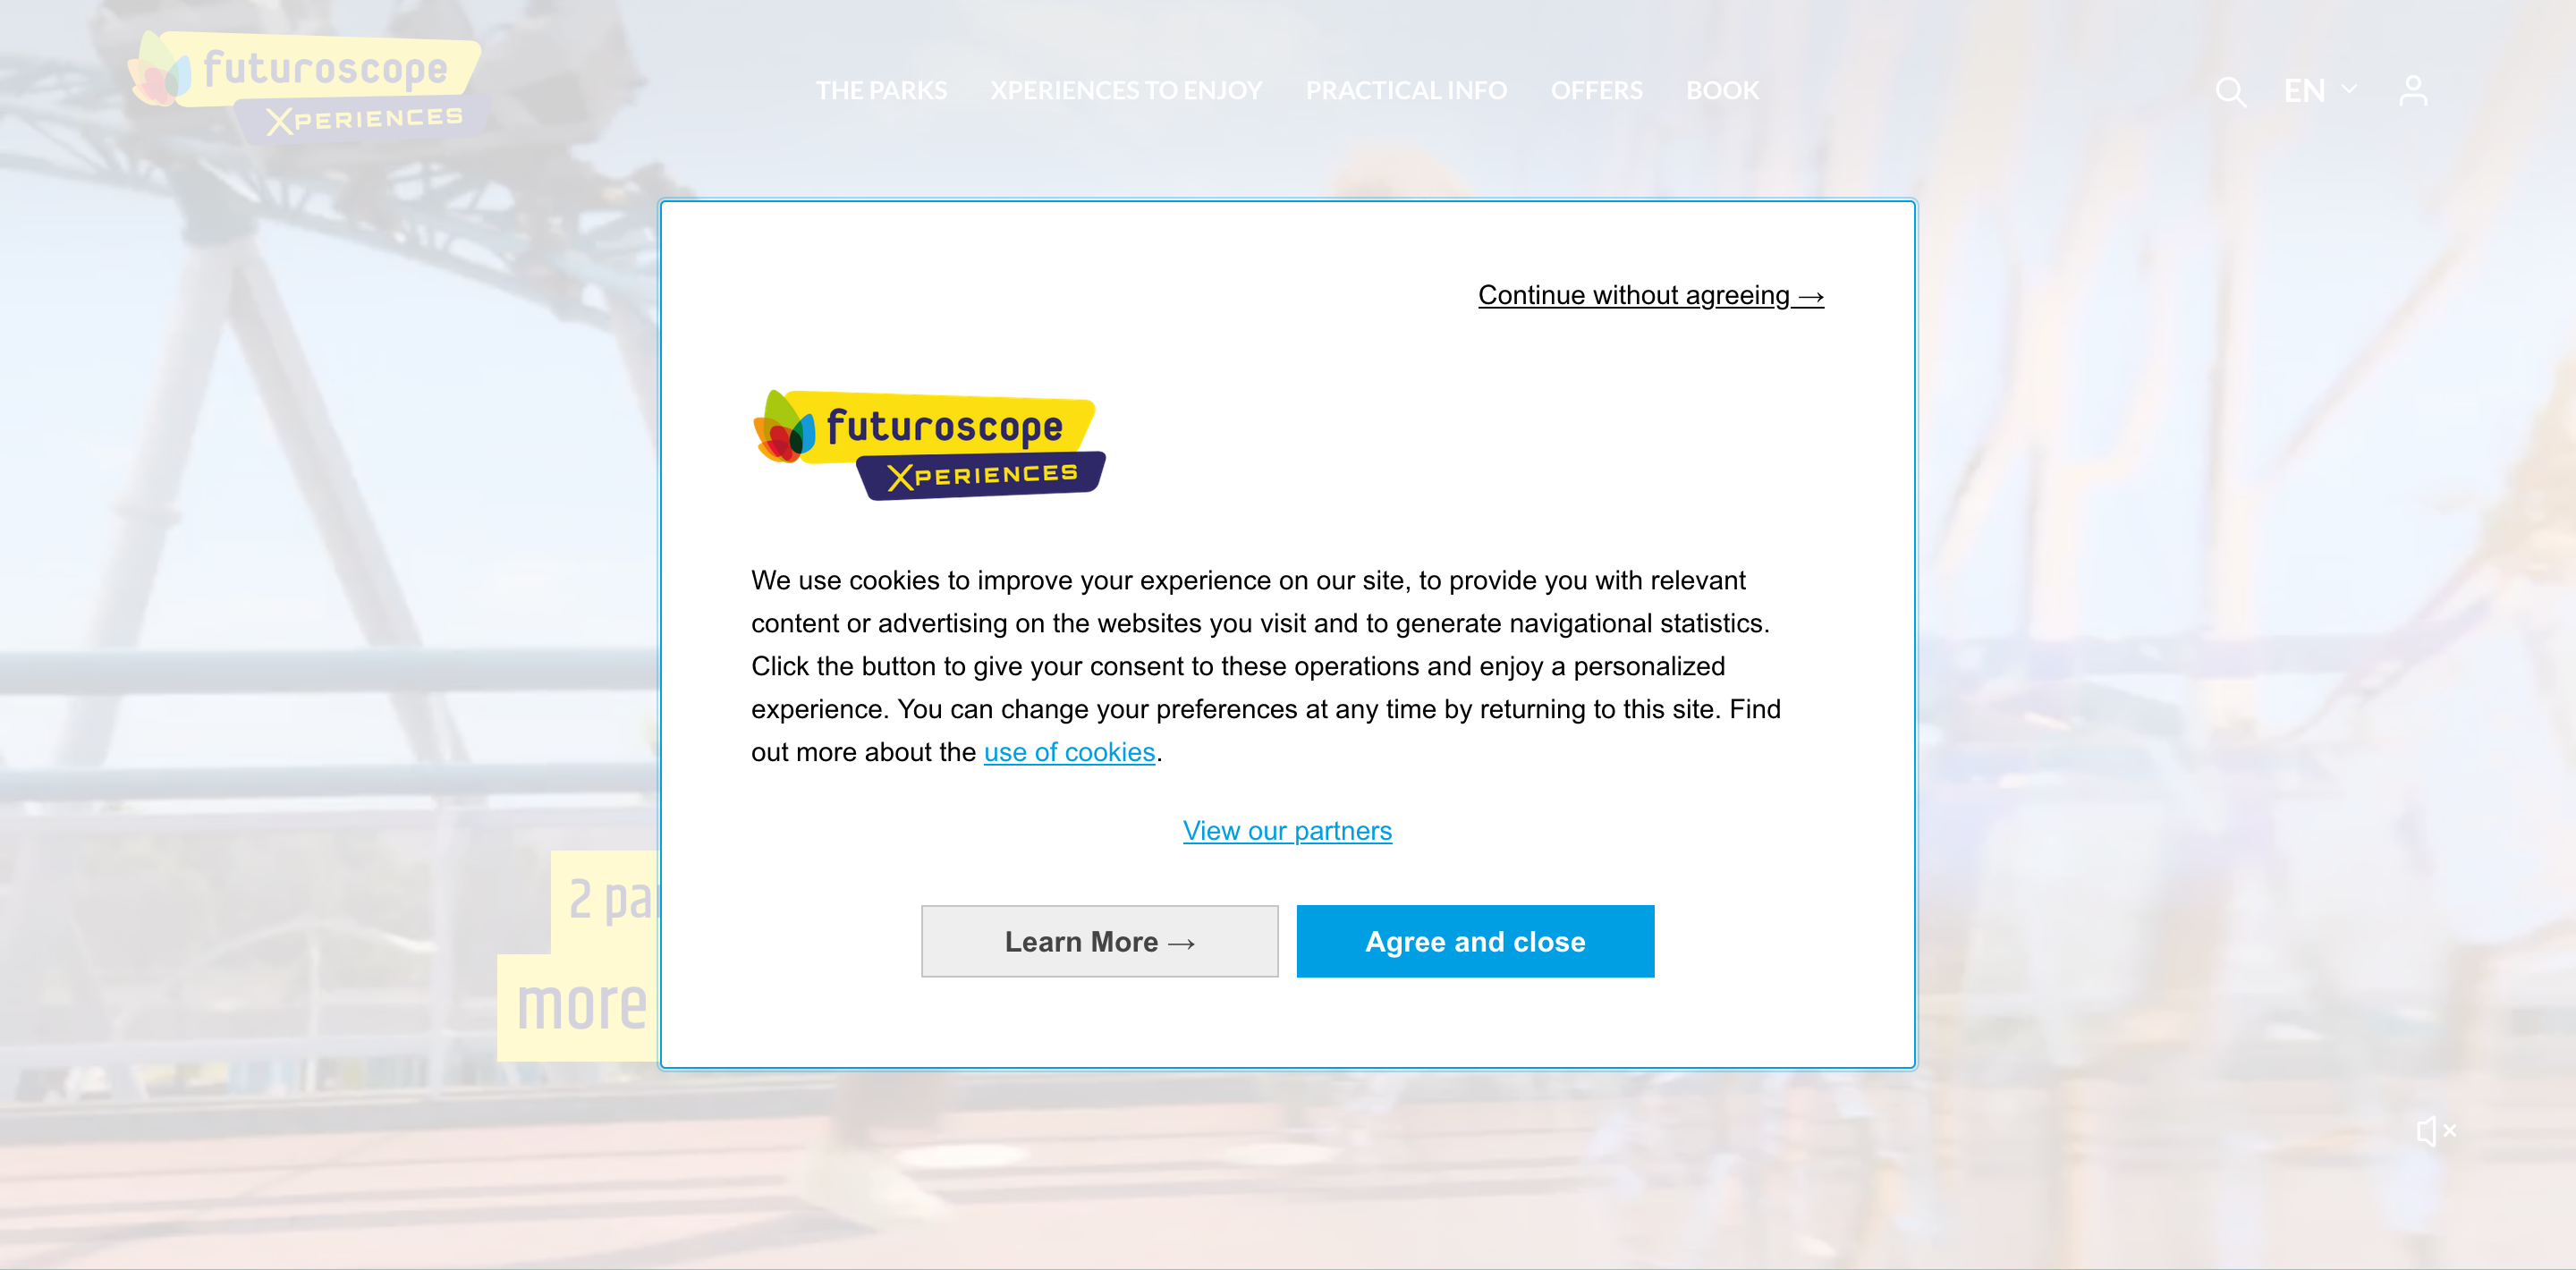 futuroscope
XPERIENCES
THE PARKS XPERIENCES TO ENJOY PRACTICAL INFO OFFERS BOOK EN
Continue without agreeing →
futuroscope
XPERIENCES
We use cookies to improve your experience on our site, to provide you with relevant
content or advertising on the websites you visit and to generate navigational statistics.
Click the button to give your consent to these operations and enjoy a personalized
experience. You can change your preferences at any time by returning to this site. Find
out more about the use of cookies.
View our partners
2
more
Learn More → Agree and close